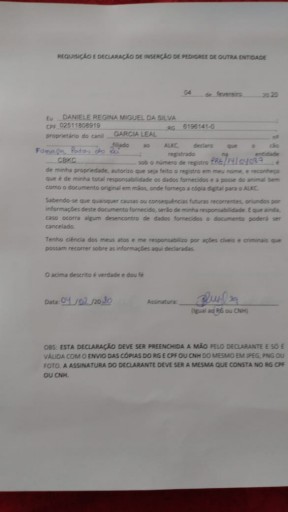 REQUISIÇÃO E DECLARAÇÃO DE INSERÇÃO DE PEDIGREE DE OUTRA ENTIDADE
04 de fevereiro 20 20
Eu DANIELE REGINA MIQUEL DA SILVA
CPF 02511608919 RG 6196141-0
proprietário do canil GARCIA LEAL nº
filiado ao ALKC, declaro que o cão
registrado na entidade
CBKC sob o número de registro é
de minha propriedade, autorizo que seja feito o registro em meu nome, e reconheço
que é de minha total responsabilidade os dados fornecidos e a posse do animal bem
como o documento original em mãos, onde forneço a cópia digital para o ALKC.
Sabendo-se que quaisquer causas ou consequências futuras recorrentes, oriundos por
informações deste documento fornecido, serão de minha responsabilidade. E que ainda,
caso ocorra algum desencontro de dados fornecidos o documento poderá ser
cancelado.
Tenho ciência dos meus atos e me responsabilizo por ações cíveis e criminais que
possam recorrer sobre as informações aqui declaradas.
O acima descrito é verdade e dou fé
Data: 04/02/2020 Assinatura:
(igual ao RG ou CNH)
OBS: ESTA DECLARAÇÃO DEVE SER PREENCHIDA A MÃO PELO DECLARANTE E SÓ É
VÁLIDA COM O ENVIO DAS CÓPIAS DO RG E CPF OU CNH DO MESMO EM JPEG, PNG OU
FOTO. A ASSINATURA DO DECLARANTE DEVE SER A MESMA QUE CONSTA NO RG CPF
OU CNH.